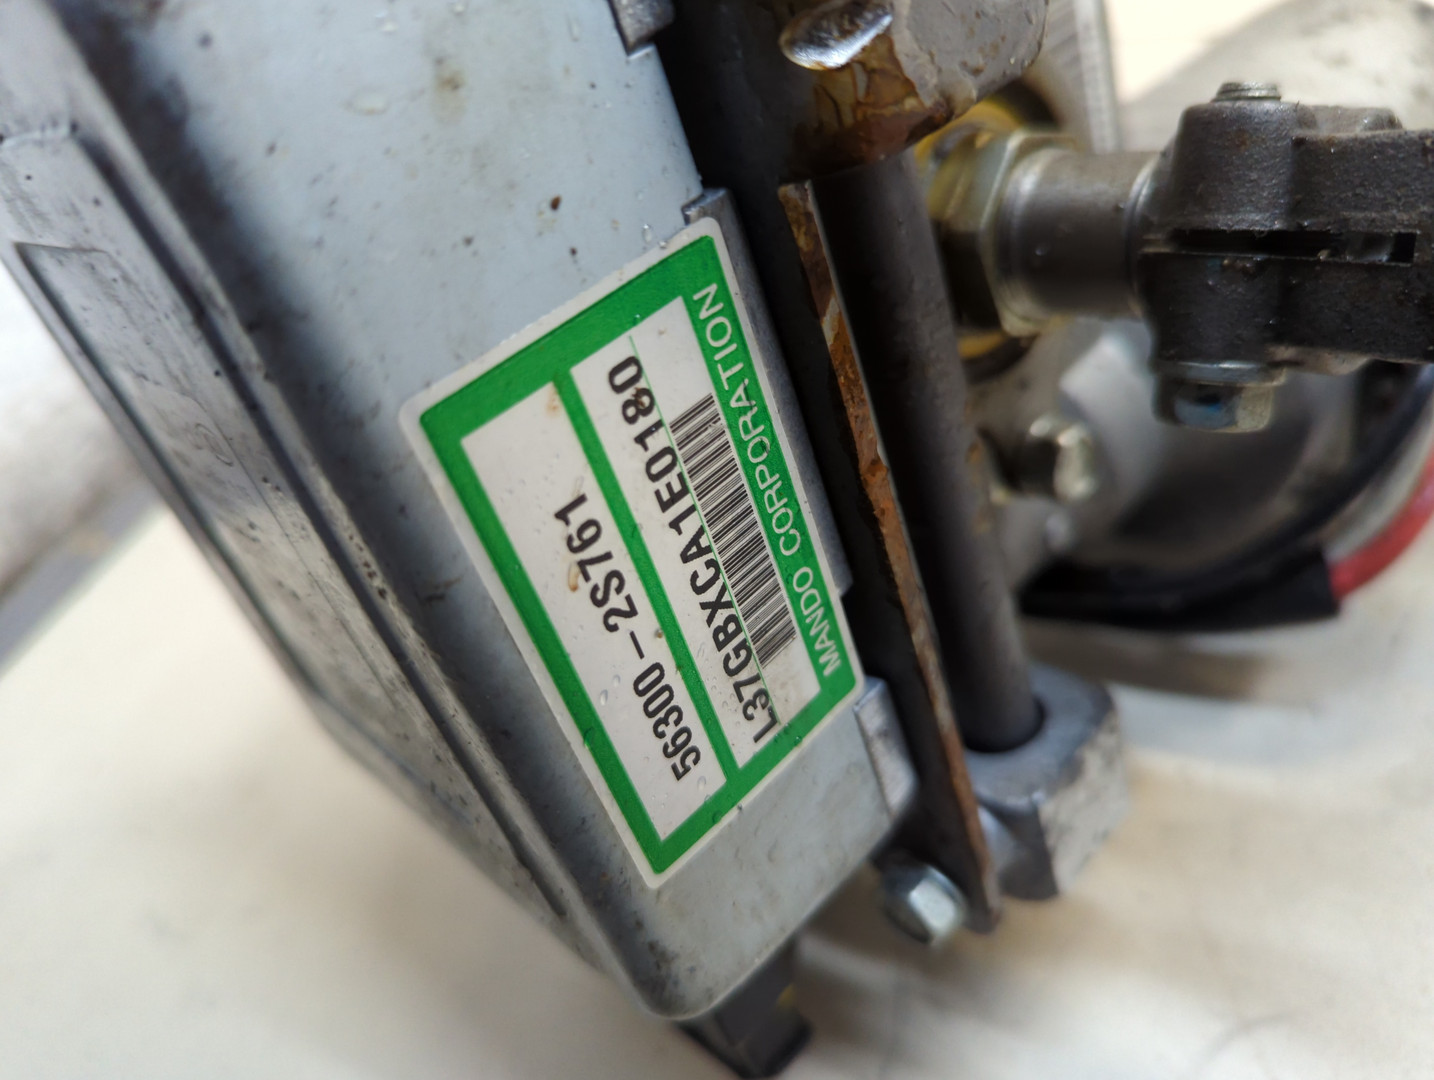 MANDO CORPORATION
L37GBXCA1E0180
56300-2S761